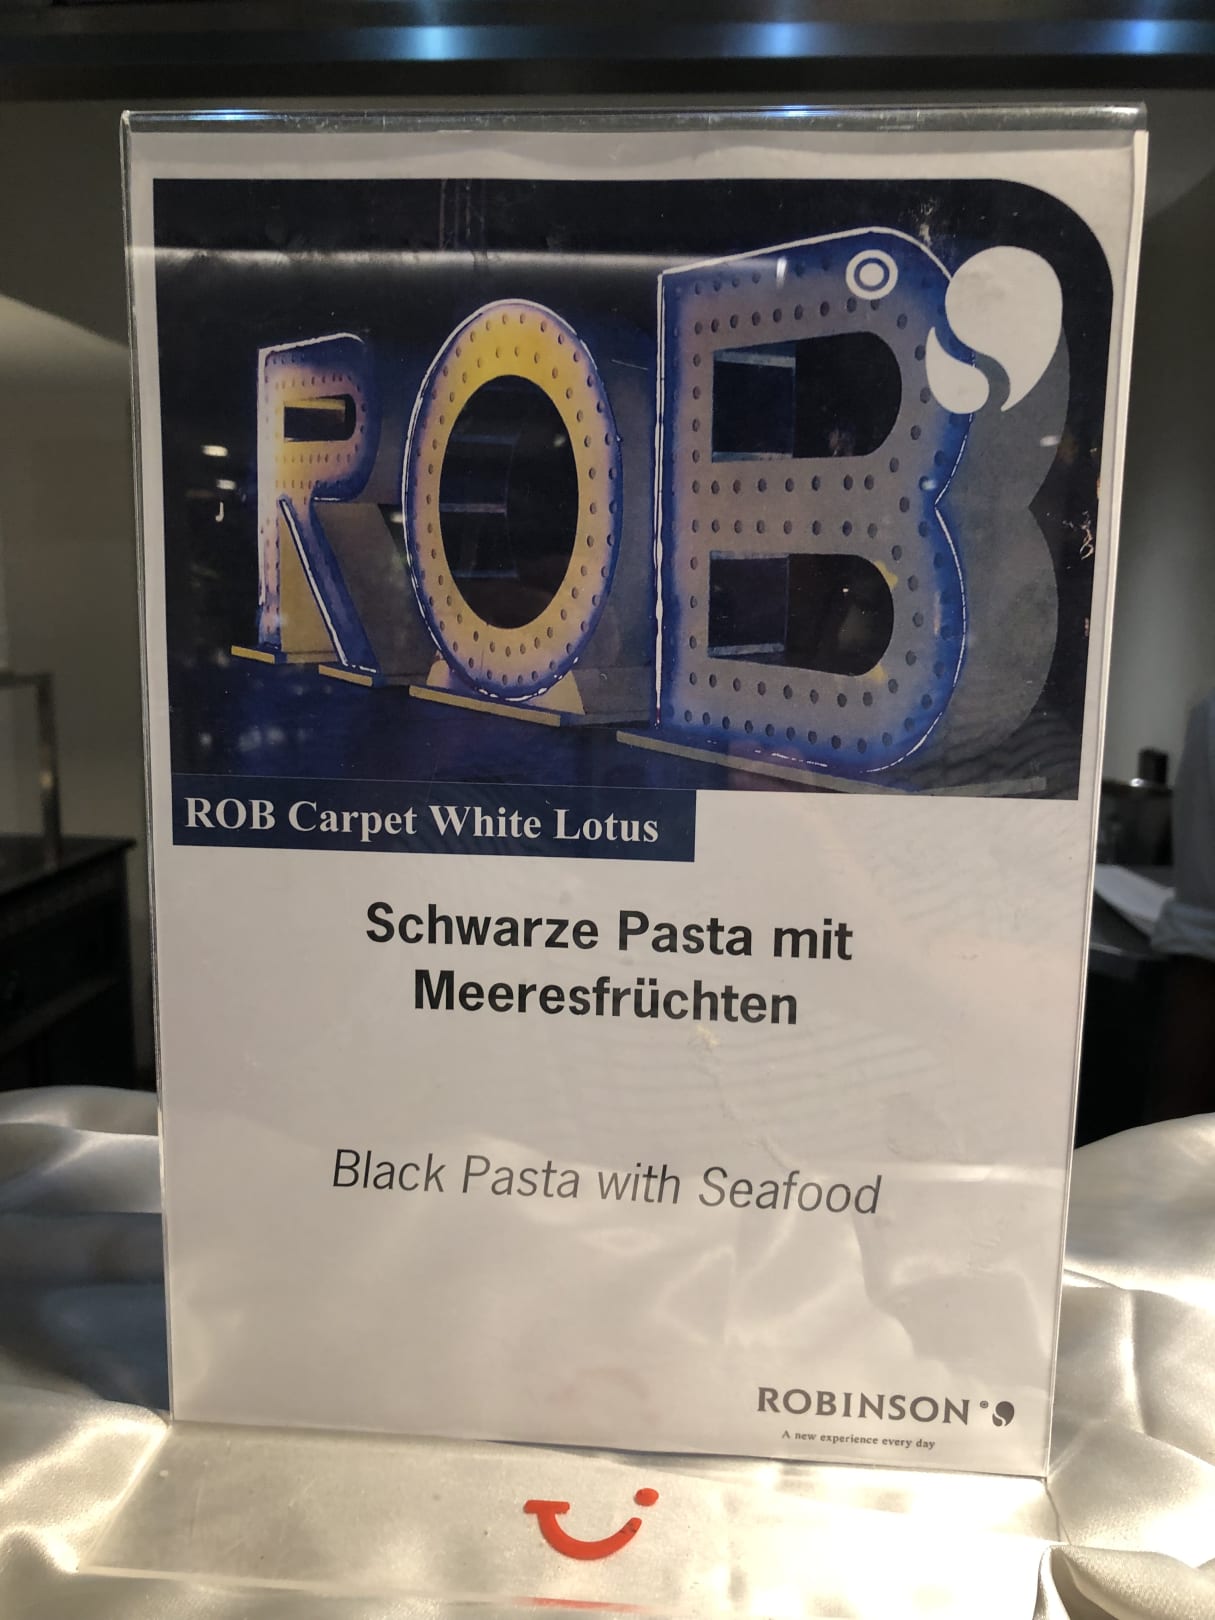 ROB
ROB Carpet White Lotus
Schwarze Pasta mit
Meeresfrüchten
Black Pasta with Seafood
ROBINSON ®
A new experience every day